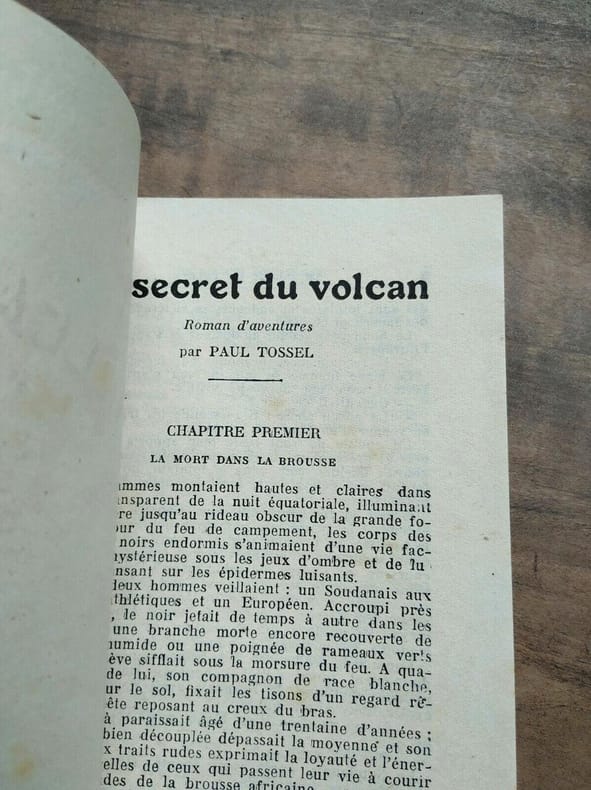 secret du volcan
Roman d'aventures
par PAUL TOSSEL
CHAPITRE PREMIER
LA MORT DANS LA BROUSSE
ammes montaient hautes et claires dans
nsparent de la nuit équatoriale, illuminant
re jusqu'au rideau obscur de la grande fo-
our du feu de campement, les corps des
noirs endormis s'animaient d'une vie fac-
mystérieuse sous les jeux d'ombre et de lu
nsant sur les épidermes luisants.
deux hommes veillaient : un Soudanais aux
thlétiques et un Européen. Accroupi près
, le noir jetait de temps à autre dans les
une branche morte encore recouverte de
umide ou une poignée de rameaux verts
ève sifflait sous la morsure du feu. A qua-
de lui, son compagnon de race blanche,
ur le sol, fixait les tisons d'un regard rê-
ête reposant au creux du bras.
à paraissait âgé d'une trentaine d'années ;
bien découplée dépassait la moyenne et son
x traits rudes exprimait la loyauté et l'éner-
elles de ceux qui passent leur vie à courir
des de la brousse africaine.